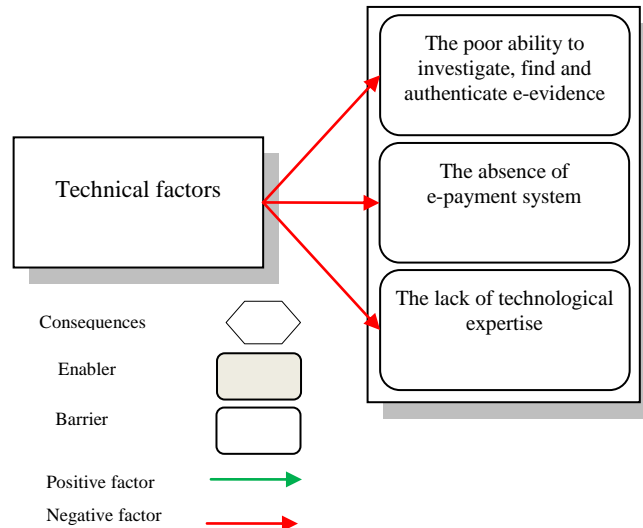 The poor ability to
investigate, find and
authenticate e-evidence
Technical factors
The absence of
e-payment system
The lack of technological
expertise
Consequences
Enabler
Barrier
Positive factor
Negative factor